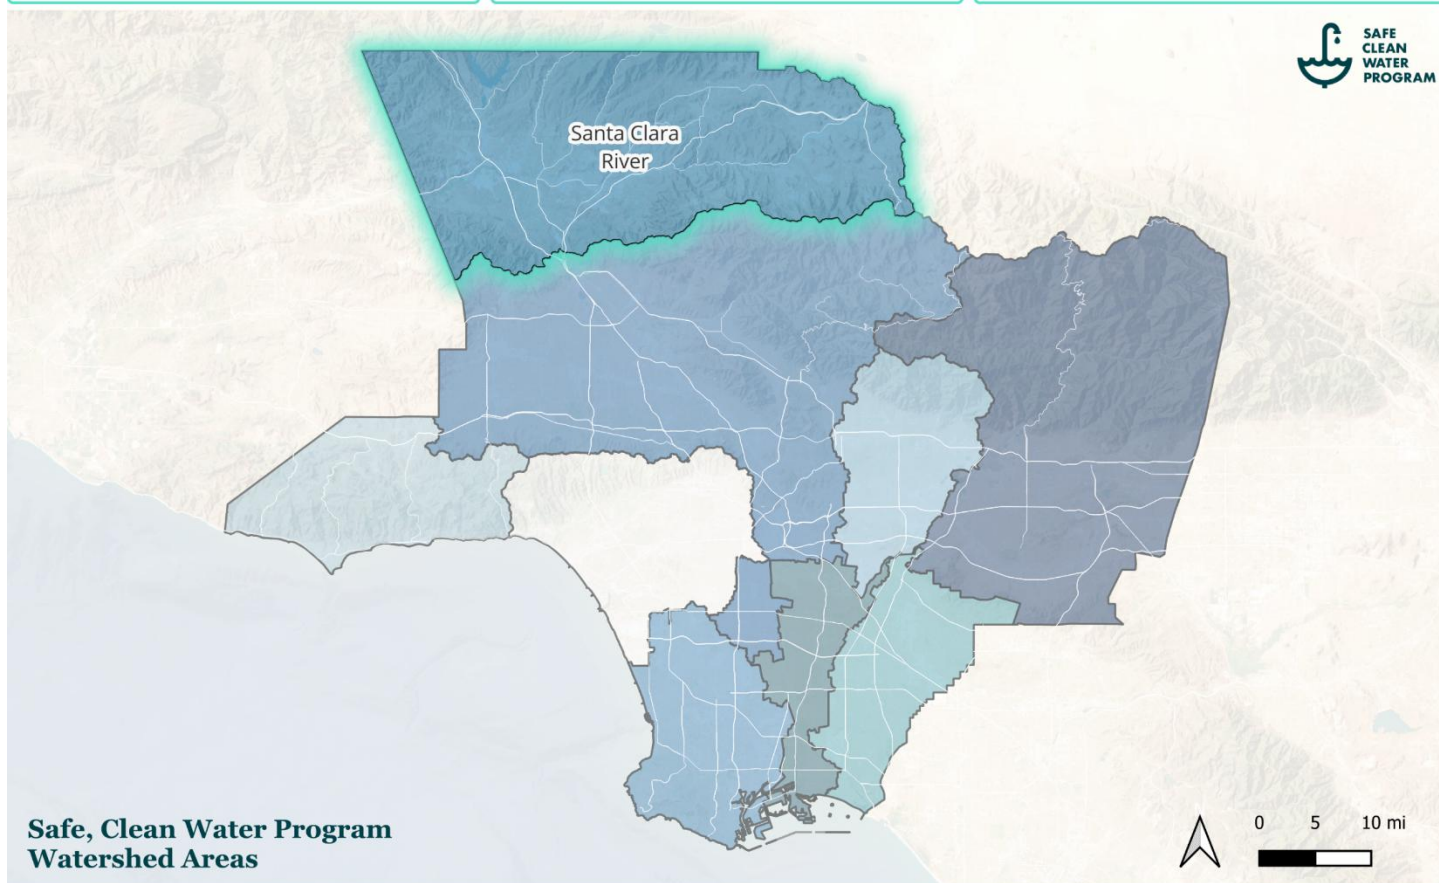 SAFE
CLEAN
WATER
PROGRAM
Santa Clara
River
Safe, Clean Water Program
Watershed Areas
0 5 10 mi